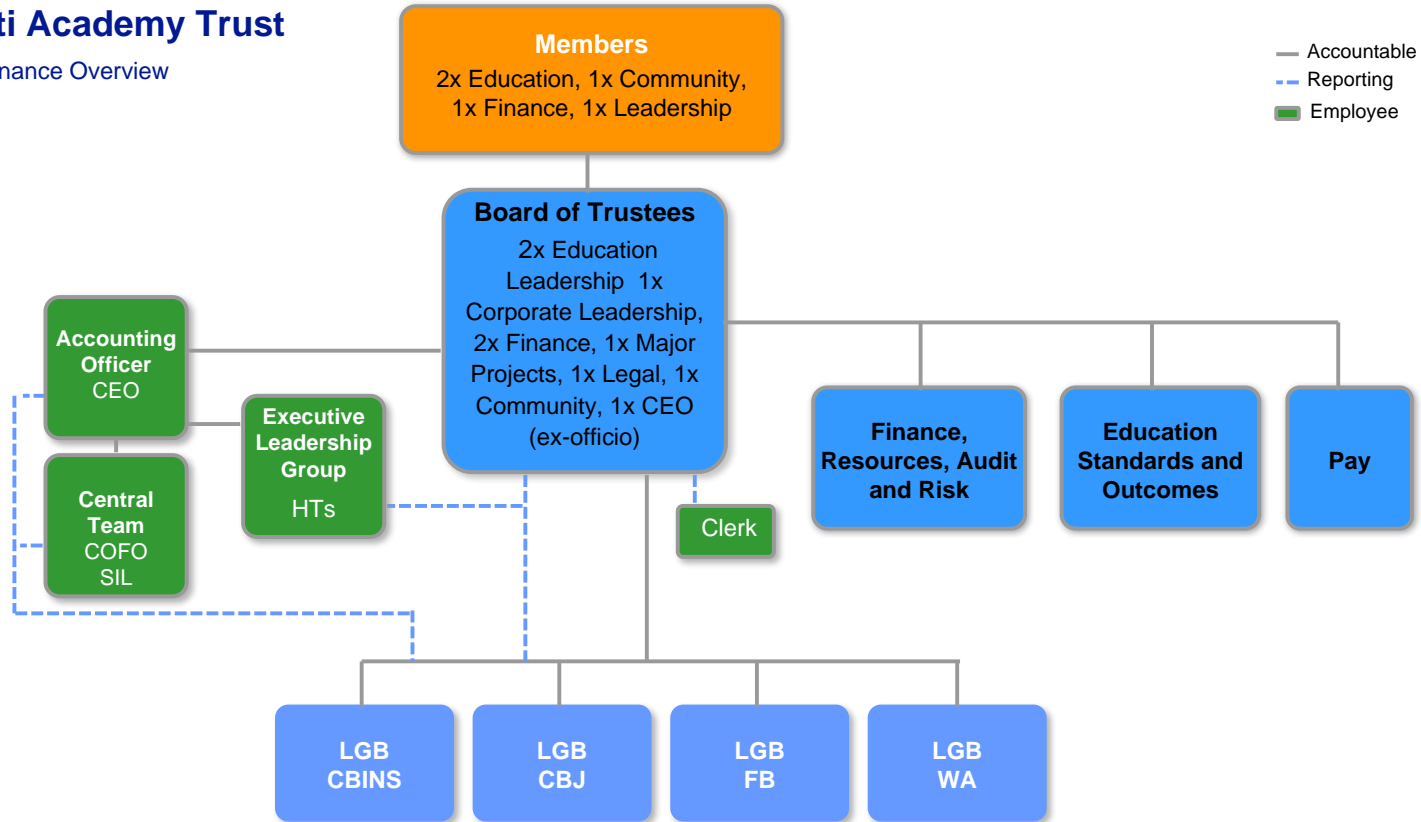 ti Academy Trust
nance Overview
Members
2x Education, 1x Community,
1x Finance, 1x Leadership
Accountable
Reporting
Employee
Board of Trustees
2x Education
Leadership 1x
Corporate Leadership,
2x Finance, 1x Major
Projects, 1x Legal, 1x
Community, 1x CEO
(ex-officio)
Accounting
Officer
CEO
Executive
Leadership
Group
HTs
Central
Team
COFO
SIL
Clerk
Finance,
Resources, Audit
and Risk
Education
Standards and
Outcomes
Pay
LGB
CBINS
LGB
CBJ
LGB
FB
LGB
WA